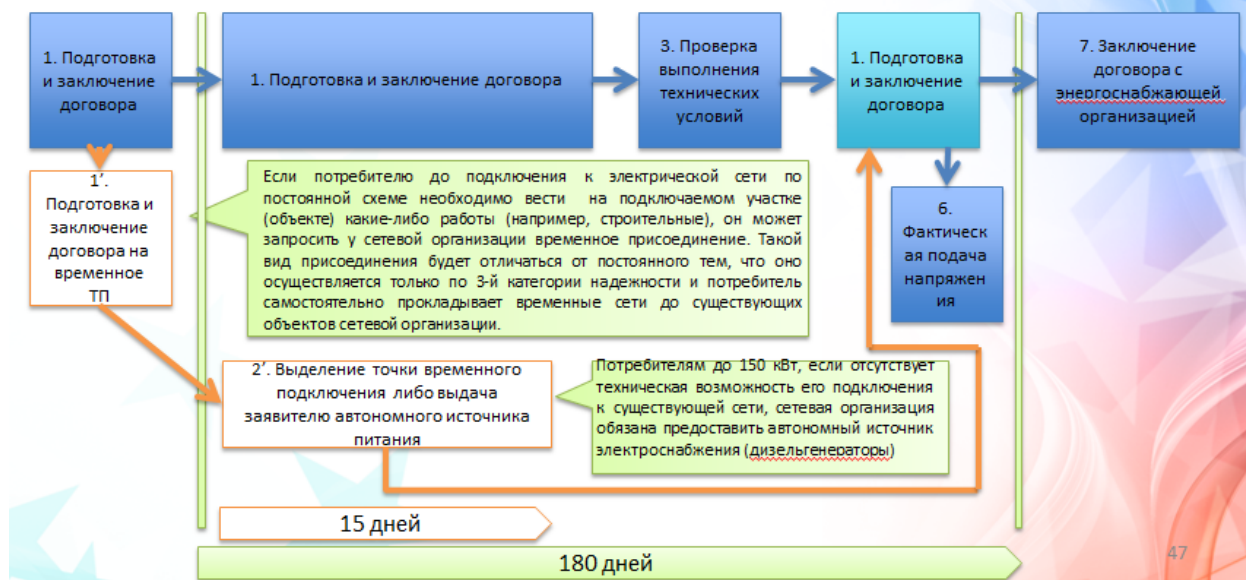 1. Подготовка
и заключение
договора
1. Подготовка и заключение договора
3. Проверка
выполнения
технических
условий
1. Подготовка
и заключение
договора
7. Заключение
договора с
энергоснабжающей
организацией
1’.
Подготовка и
заключение
договора на
временное
ТП
Если потребителю до подключения к электрической сети по
постоянной схеме необходимо вести на подключаемом участке
(объекте) какие-либо работы (например, строительные), он может
запросить у сетевой организации временное присоединение. Такой
вид присоединения будет отличаться от постоянного тем, что оно
осуществляется только по 3-й категории надежности и потребитель
самостоятельно прокладывает временные сети до существующих
объектов сетевой организации.
6.
Фактическ
ая подача
напряжен
ия
2’. Выделение точки временного
подключения либо выдача
заявителю автономного источника
питания
Потребителям до 150 кВт, если отсутствует
техническая возможность его подключения
к существующей сети, сетевая организация
обязана предоставить автономный источник
электроснабжения (дизельгенераторы)
15 дней
180 дней
47